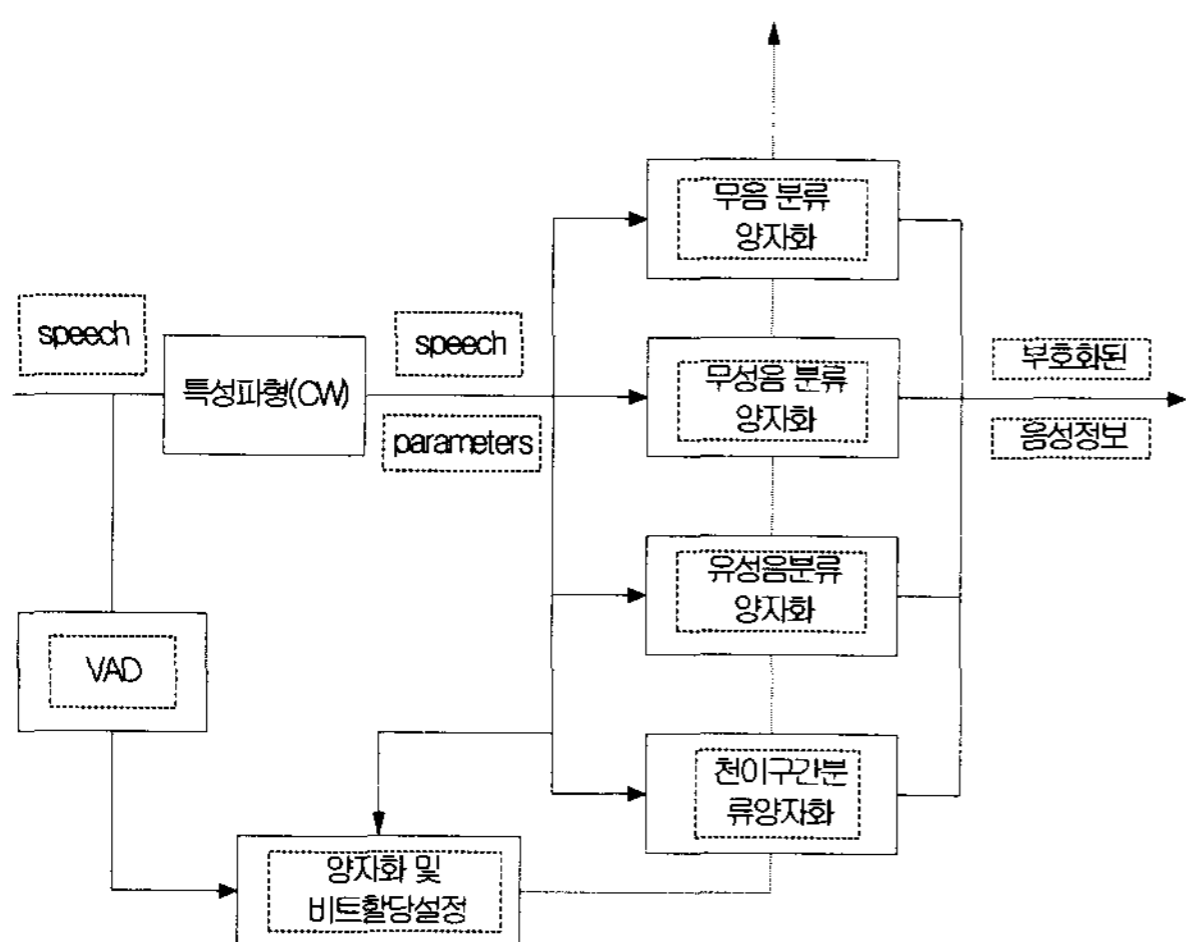 무음 분류
양자화
speech
특성파형(CW)
speech
parameters
무성음 분류
양자화
부호화된
음성정보
유성음분류
양자화
VAD
천이구간분
류양자화
양자화 및
비트할당설정